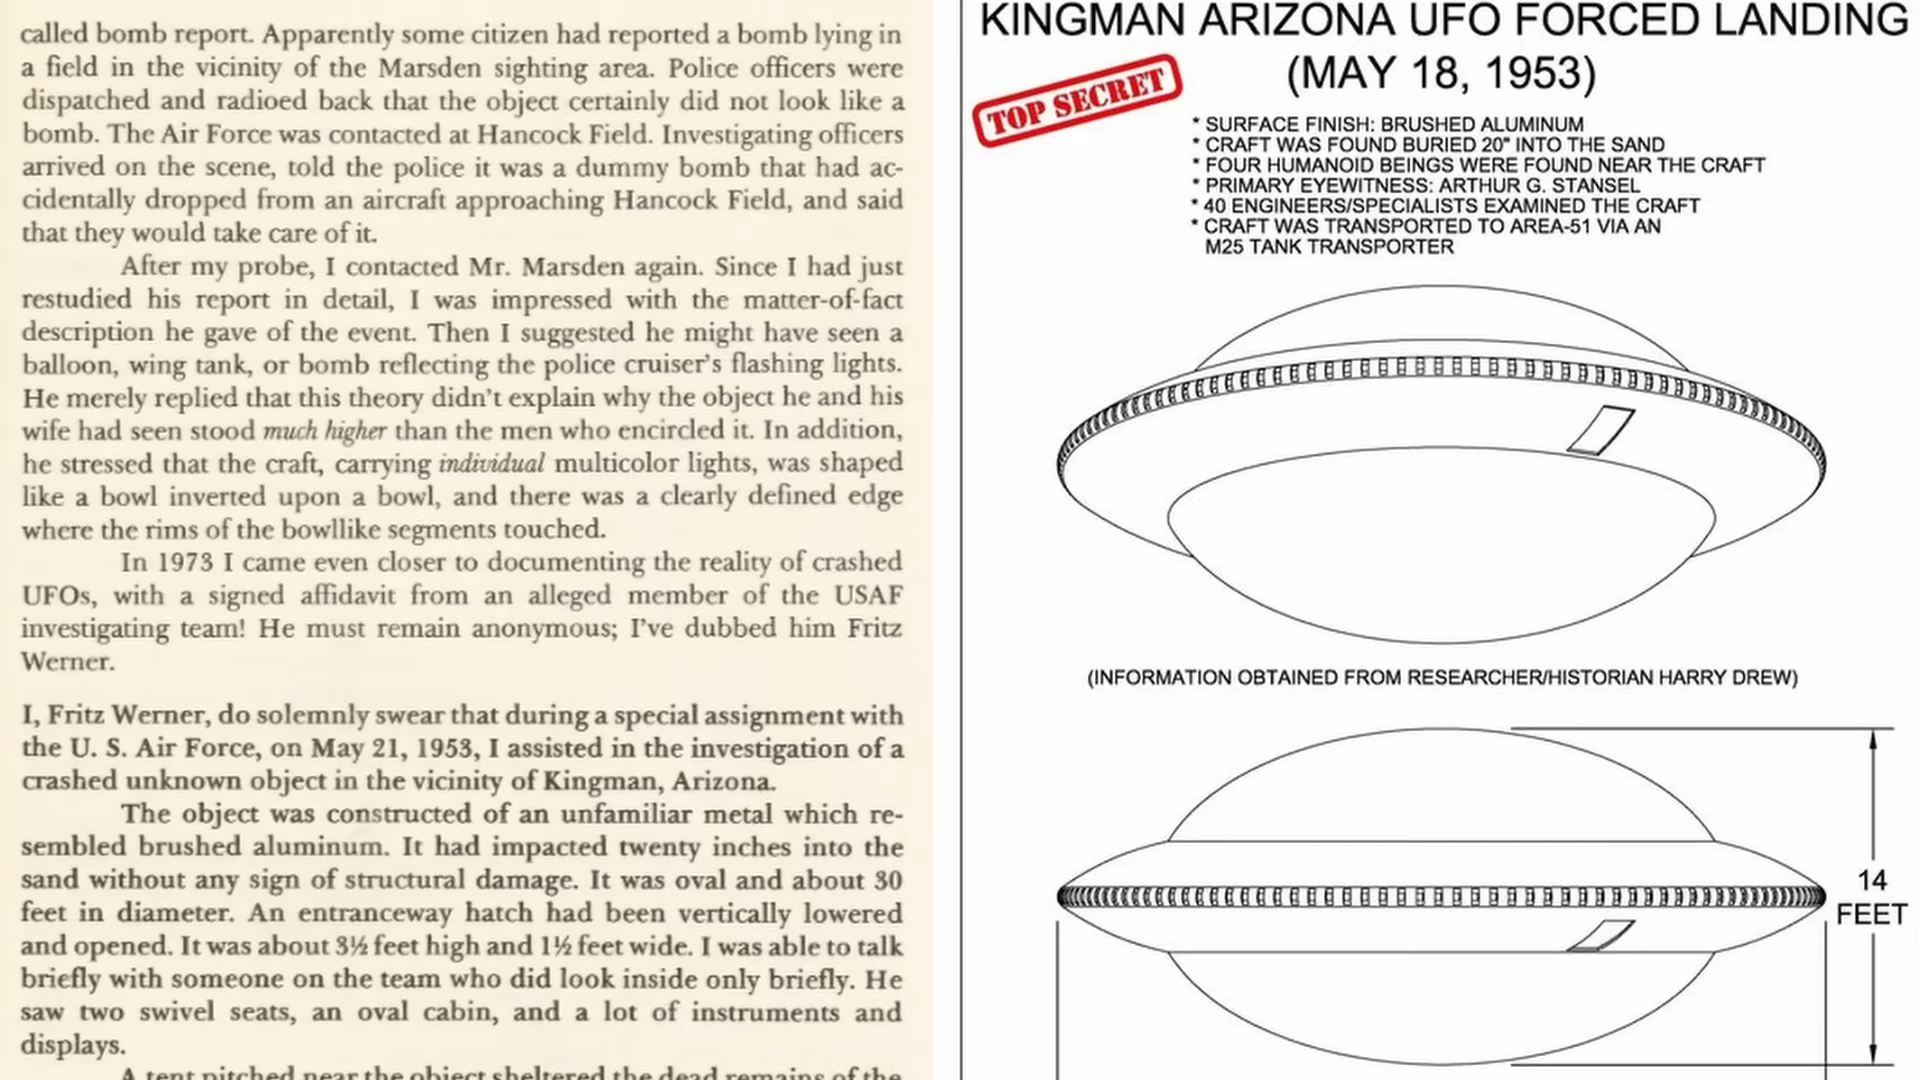 called bomb report. Apparently some citizen had reported a bomb lying in
a field in the vicinity of the Marsden sighting area. Police officers were
dispatched and radioed back that the object certainly did not look like a
bomb. The Air Force was contacted at Hancock Field. Investigating officers
arrived on the scene, told the police it was a dummy bomb that had ac-
cidentally dropped from an aircraft approaching Hancock Field, and said
that they would take care of it.
After my probe, I contacted Mr. Marsden again. Since I had just
restudied his report in detail, I was impressed with the matter-of-fact
description he gave of the event. Then I suggested he might have seen a
balloon, wing tank, or bomb reflecting the police cruiser's flashing lights.
He merely replied that this theory didn't explain why the object he and his
wife had seen stood much higher than the men who encircled it. In addition,
he stressed that the craft, carrying individual multicolor lights, was shaped
like a bowl inverted upon a bowl, and there was a clearly defined edge
where the rims of the bowllike segments touched.
In 1973 I came even closer to documenting the reality of crashed
UFOs, with a signed affidavit from an alleged member of the USAF
investigating team! He must remain anonymous; I've dubbed him Fritz
Werner.
I, Fritz Werner, do solemnly swear that during a special assignment with
the U. S. Air Force, on May 21, 1953, I assisted in the investigation of a
crashed unknown object in the vicinity of Kingman, Arizona.
The object was constructed of an unfamiliar metal which re-
sembled brushed aluminum. It had impacted twenty inches into the
sand without any sign of structural damage. It was oval and about 30
feet in diameter. An entranceway hatch had been vertically lowered
and opened. It was about 3½ feet high and 1½ feet wide. I was able to talk
briefly with someone on the team who did look inside only briefly. He
saw two swivel seats, an oval cabin, and a lot of instruments and
displays.
A tent pitched near the object sheltered the dead remains of the
KINGMAN ARIZONA UFO FORCED LANDING
(MAY 18, 1953)
TOP SECRET
* SURFACE FINISH: BRUSHED ALUMINUM
* CRAFT WAS FOUND BURIED 20" INTO THE SAND
* FOUR HUMANOID BEINGS WERE FOUND NEAR THE CRAFT
* PRIMARY EYEWITNESS: ARTHUR G. STANSEL
* 40 ENGINEERS/SPECIALISTS EXAMINED THE CRAFT
* CRAFT WAS TRANSPORTED TO AREA-51 VIA AN
M25 TANK TRANSPORTER
(INFORMATION OBTAINED FROM RESEARCHER/HISTORIAN HARRY DREW)
14
FEET